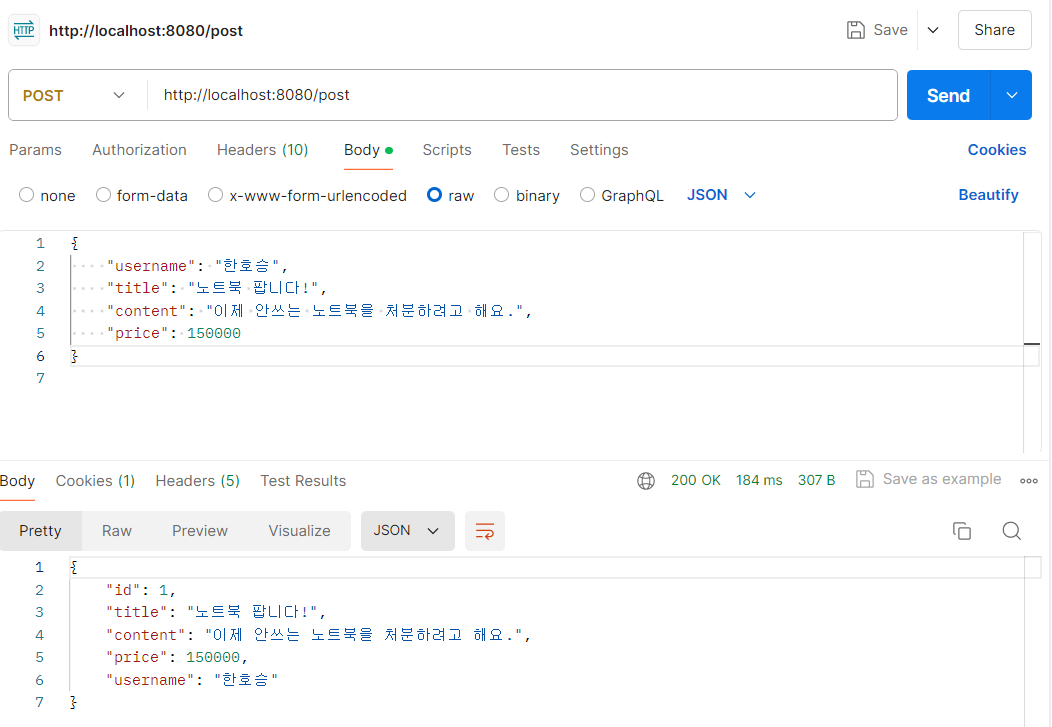 HTTP http://localhost:8080/post Save Share
POST http://localhost:8080/post Send
Params Authorization Headers (10) Body Scripts Tests Settings Cookies
none form-data x-www-form-urlencoded raw binary GraphQL JSON Beautify
1 {
2 "username": "한호승",
3 "title": "노트북 팝니다!",
4 "content": "이제 안쓰는 노트북을 처분하려고 해요.",
5 "price": 150000
6 }
7
Body Cookies (1) Headers (5) Test Results 200 OK 184 ms 307 B Save as example
Pretty Raw Preview Visualize JSON
1 {
2 "id": 1,
3 "title": "노트북 팝니다!",
4 "content": "이제 안쓰는 노트북을 처분하려고 해요.",
5 "price": 150000,
6 "username": "한호승"
7 }